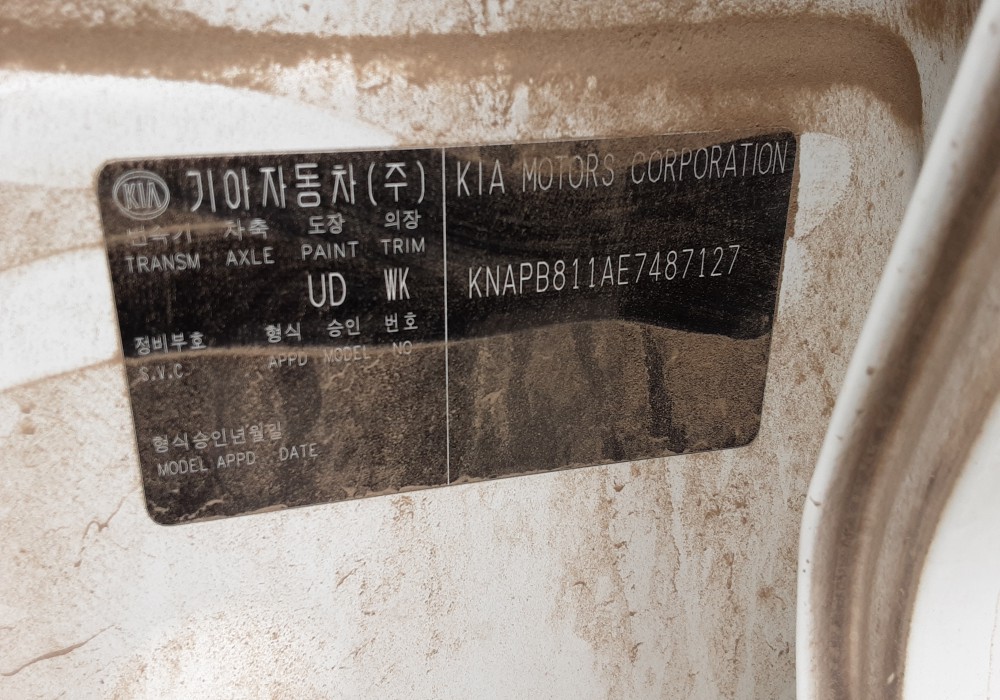 KIA 기아자동차(주)
변속기 차축 도장 의장
TRANSM AXLE PAINT TRIM
UD WK
정비부호 형식 승인 번호
S.V.C. APPD MODEL NO
형식승인년월일
MODEL APPD DATE
KIA MOTORS CORPORATION
KNAPB811AE7487127